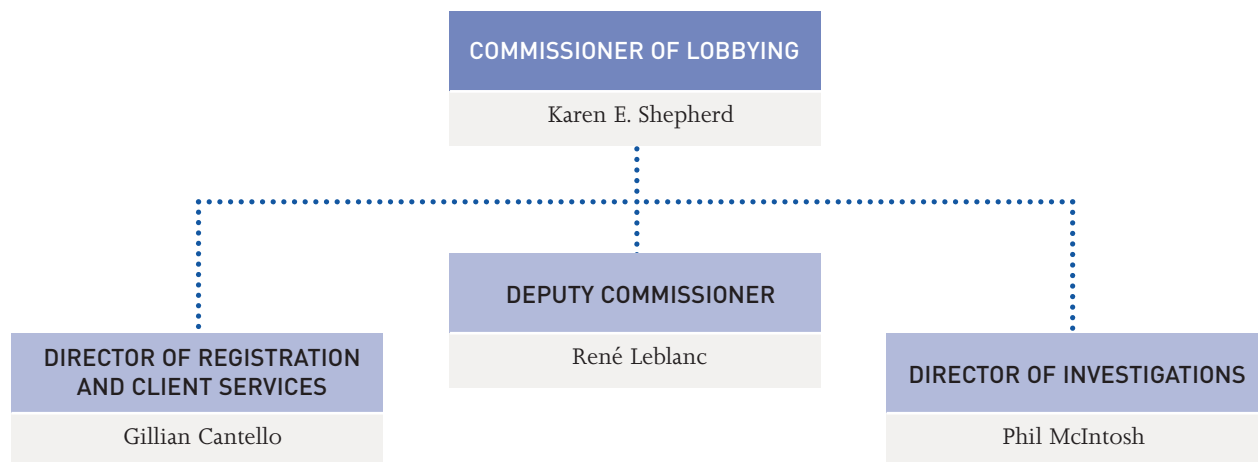 COMMISSIONER OF LOBBYING
Karen E. Shepherd
DEPUTY COMMISSIONER
René Leblanc
DIRECTOR OF REGISTRATION
AND CLIENT SERVICES
Gillian Cantello
DIRECTOR OF INVESTIGATIONS
Phil McIntosh